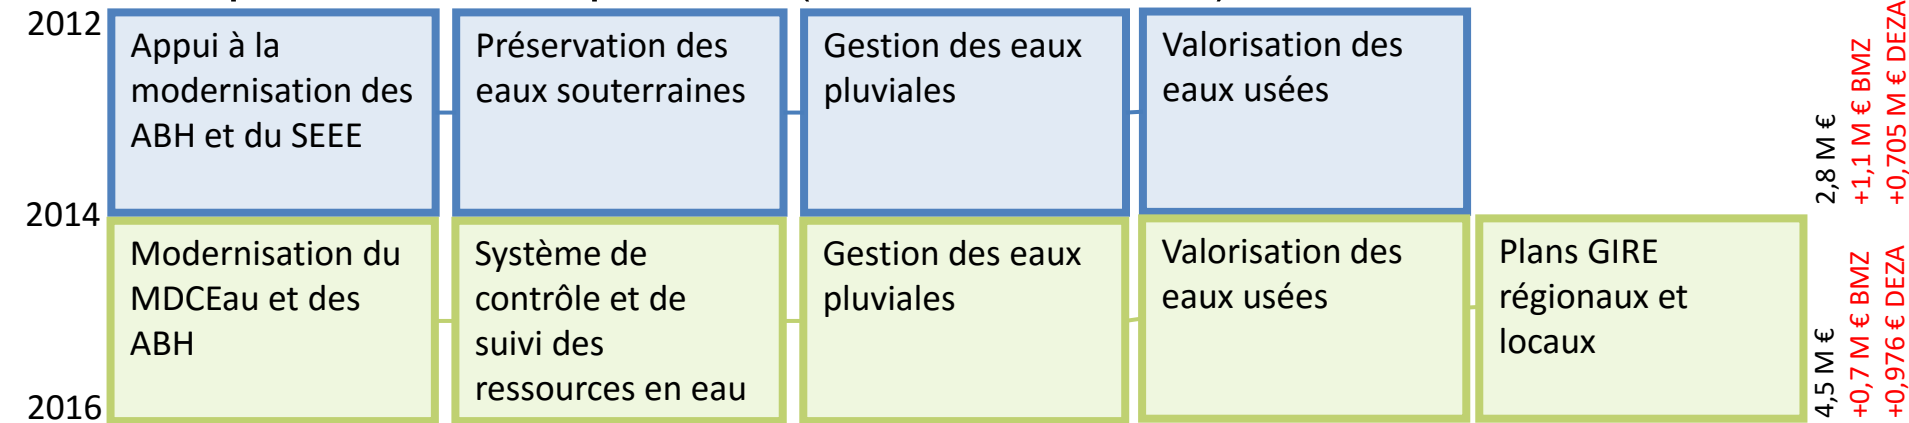 2012
Appui à la
modernisation des
ABH et du SEEE
Préservation des
eaux souterraines
Gestion des eaux
pluviales
Valorisation des
eaux usées
2,8 M €
+1,1 M € BMZ
+0,705 M € DEZA
2014
Modernisation du
MDCEau et des
ABH
Système de
contrôle et de
suivi des
ressources en eau
Gestion des eaux
pluviales
Valorisation des
eaux usées
Plans GIRE
régionaux et
locaux
4,5 M €
+0,7 M € BMZ
+0,976 € DEZA
2016